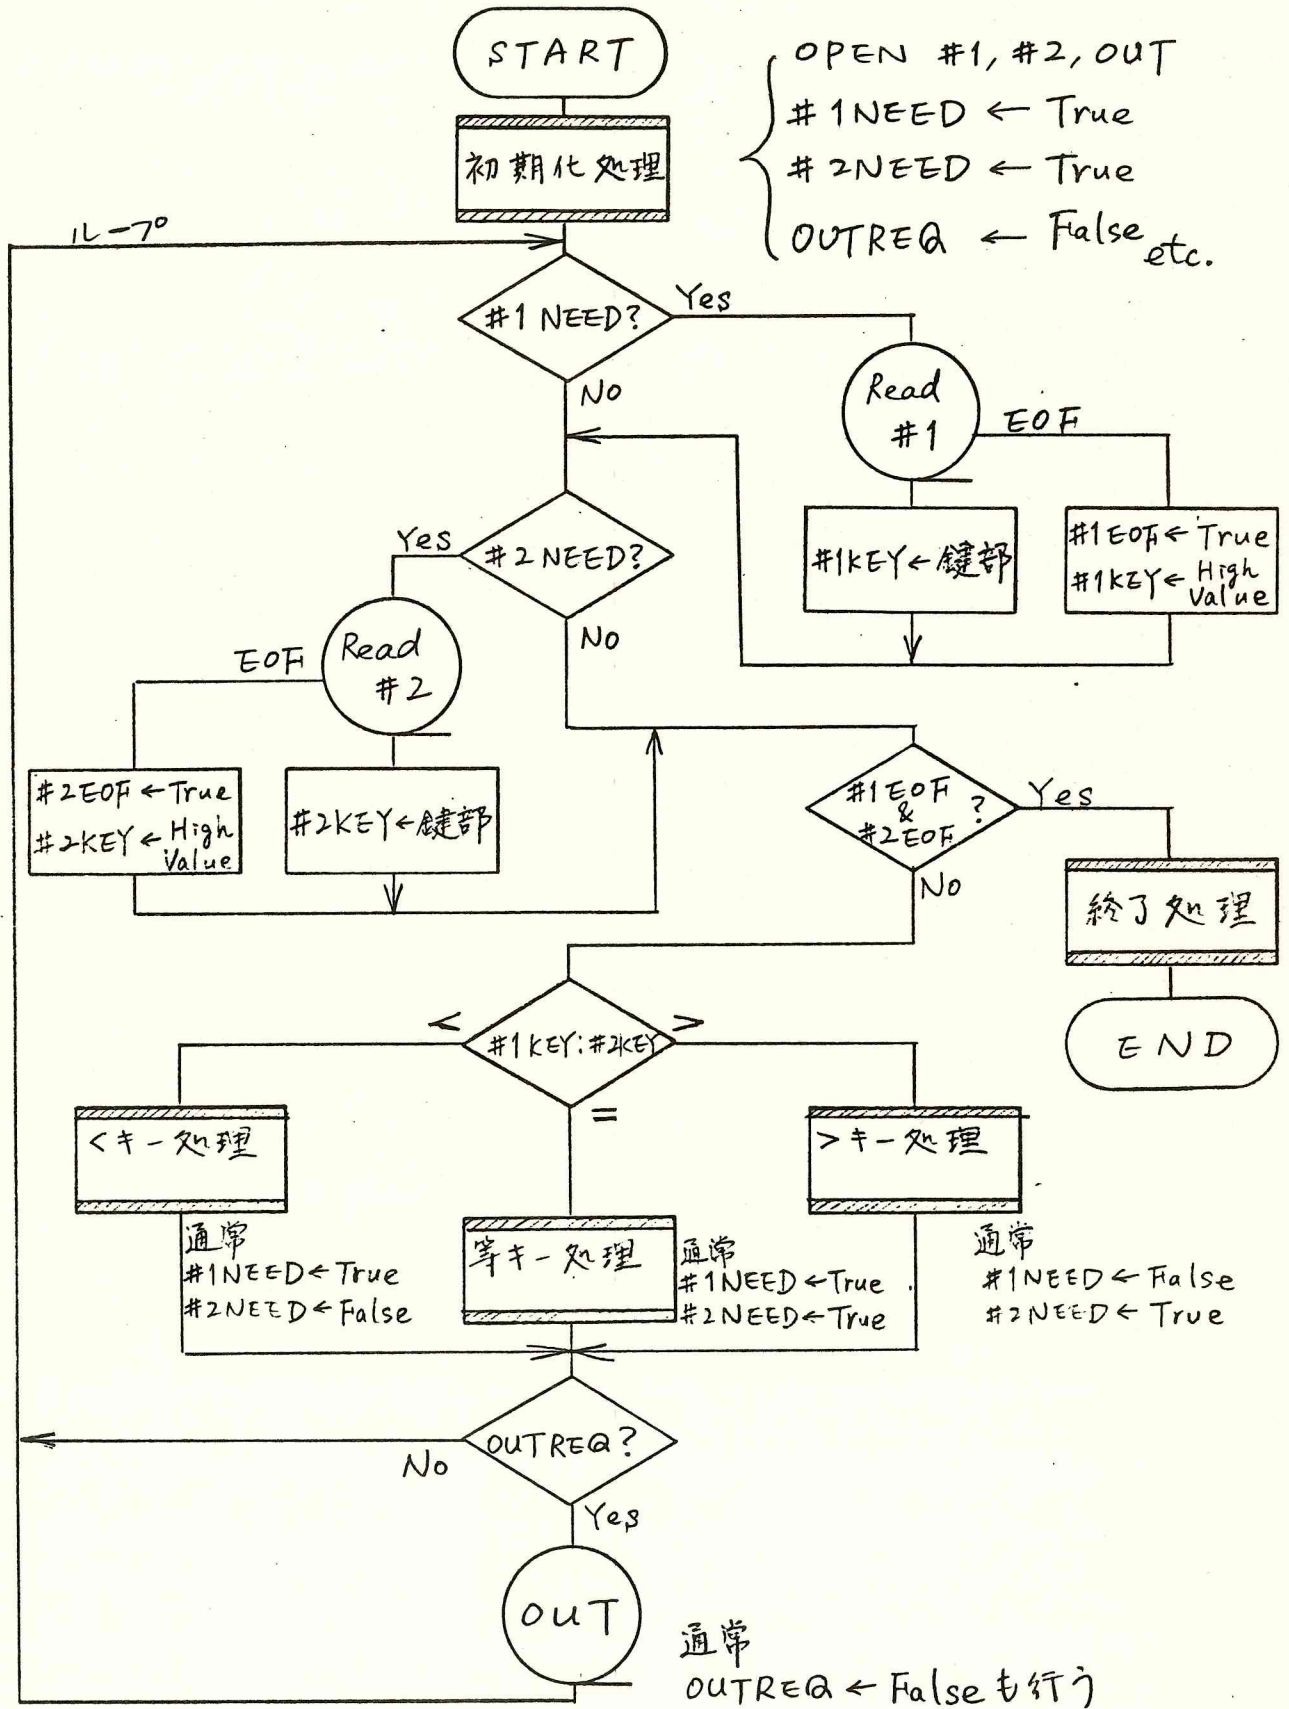 START
OPEN #1, #2, OUT
#1NEED ← True
#2NEED ← True
OUTREQ ← False etc.
初期化処理
ループ
#1 NEED?
Yes
No
Read
#1
EOF
#1KEY←鍵部
#1EOF←True
#1KEY←High
Value
#2NEED?
Yes
No
Read
#2
EOF
#2EOF←True
#2KEY←High
Value
#2KEY←鍵部
#1EOF
&
#2EOF
?
Yes
No
終了処理
END
#1KEY:#2KEY
<
>
=
<キー処理
通常
#1NEED←True
#2NEED←False
等キー処理
通常
#1NEED←True
#2NEED←True
>キー処理
通常
#1NEED←False
#2NEED←True
OUTREQ?
No
Yes
OUT
通常
OUTREQ←Falseも行う